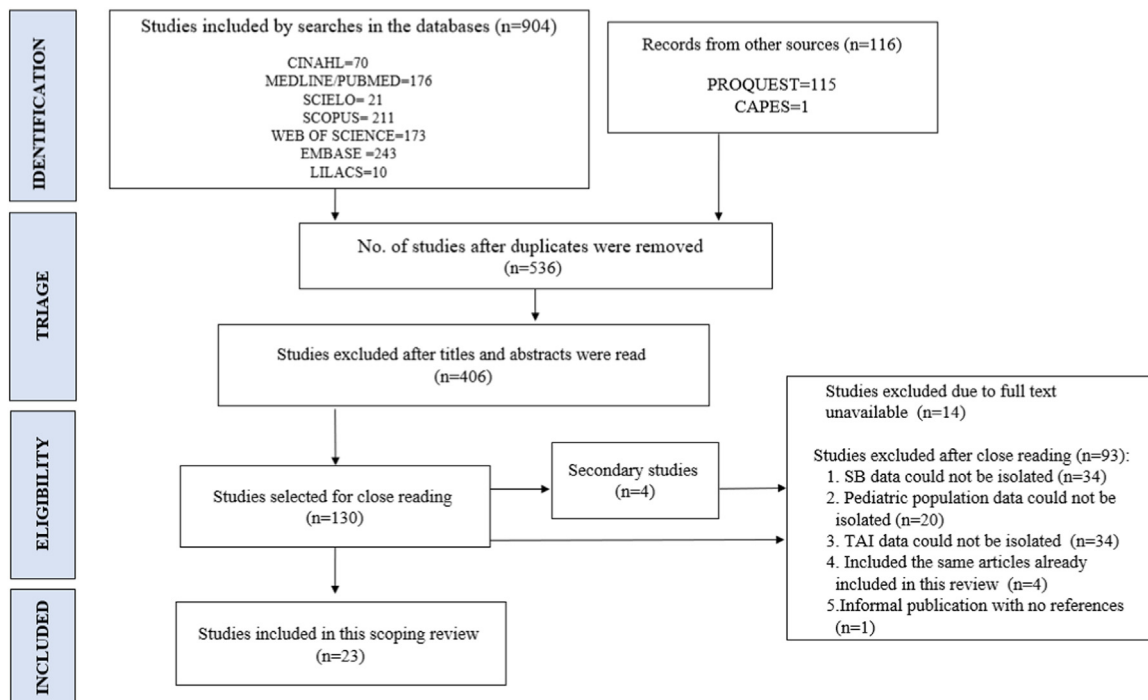 IDENTIFICATION
Studies included by searches in the databases (n=904)
CINAHL=70
MEDLINE/PUBMED=176
SCIELO= 21
SCOPUS= 211
WEB OF SCIENCE=173
EMBASE =243
LILACS=10
Records from other sources (n=116)
PROQUEST=115
CAPES=1
TRIAGE
No. of studies after duplicates were removed
(n=536)
Studies excluded after titles and abstracts were read
(n=406)
ELIGIBILITY
Studies selected for close reading
(n=130)
Secondary studies
(n=4)
Studies excluded due to full text
unavailable (n=14)
Studies excluded after close reading (n=93):
1. SB data could not be isolated (n=34)
2. Pediatric population data could not be
isolated (n=20)
3. TAI data could not be isolated (n=34)
4. Included the same articles already
included in this review (n=4)
5.Informal publication with no references
(n=1)
INCLUDED
Studies included in this scoping review
(n=23)